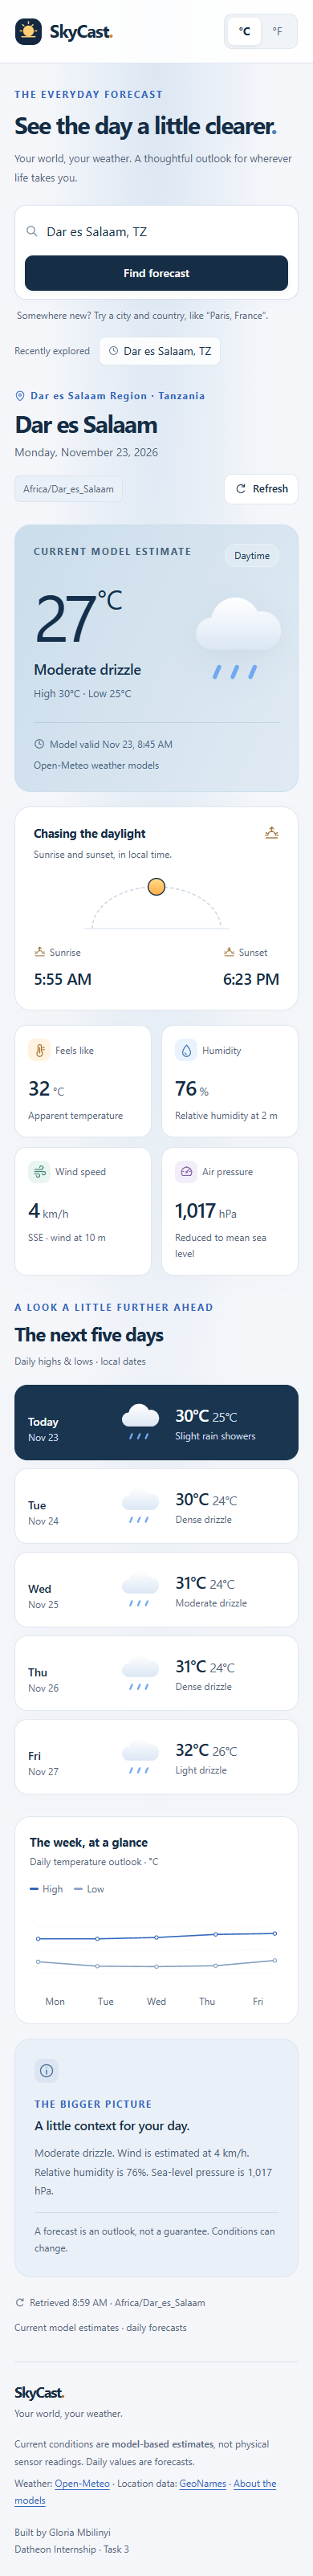 SkyCast.
°C
°F
THE EVERYDAY FORECAST
See the day a little clearer.
Your world, your weather. A thoughtful outlook for wherever
life takes you.
Dar es Salaam, TZ
Find forecast
Somewhere new? Try a city and country, like “Paris, France”.
Recently explored
Dar es Salaam, TZ
Dar es Salaam Region · Tanzania
Dar es Salaam
Monday, November 23, 2026
Africa/Dar_es_Salaam
Refresh
CURRENT MODEL ESTIMATE
Daytime
27°C
Moderate drizzle
High 30°C · Low 25°C
Model valid Nov 23, 8:45 AM
Open-Meteo weather models
Chasing the daylight
Sunrise and sunset, in local time.
Sunrise
Sunset
5:55 AM
6:23 PM
Feels like
32 °C
Apparent temperature
Humidity
76 %
Relative humidity at 2 m
Wind speed
4 km/h
SSE · wind at 10 m
Air pressure
1,017 hPa
Reduced to mean sea
level
A LOOK A LITTLE FURTHER AHEAD
The next five days
Daily highs & lows · local dates
Today
Nov 23
30°C 25°C
Slight rain showers
Tue
Nov 24
30°C 24°C
Dense drizzle
Wed
Nov 25
31°C 24°C
Moderate drizzle
Thu
Nov 26
31°C 24°C
Dense drizzle
Fri
Nov 27
32°C 26°C
Light drizzle
The week, at a glance
Daily temperature outlook · °C
High
Low
Mon
Tue
Wed
Thu
Fri
THE BIGGER PICTURE
A little context for your day.
Moderate drizzle. Wind is estimated at 4 km/h.
Relative humidity is 76%. Sea-level pressure is 1,017
hPa.
A forecast is an outlook, not a guarantee. Conditions can
change.
Retrieved 8:59 AM · Africa/Dar_es_Salaam
Current model estimates · daily forecasts
SkyCast.
Your world, your weather.
Current conditions are model-based estimates, not physical
sensor readings. Daily values are forecasts.
Weather: Open-Meteo · Location data: GeoNames · About the
models
Built by Gloria Mbilinyi
Datheon Internship · Task 3